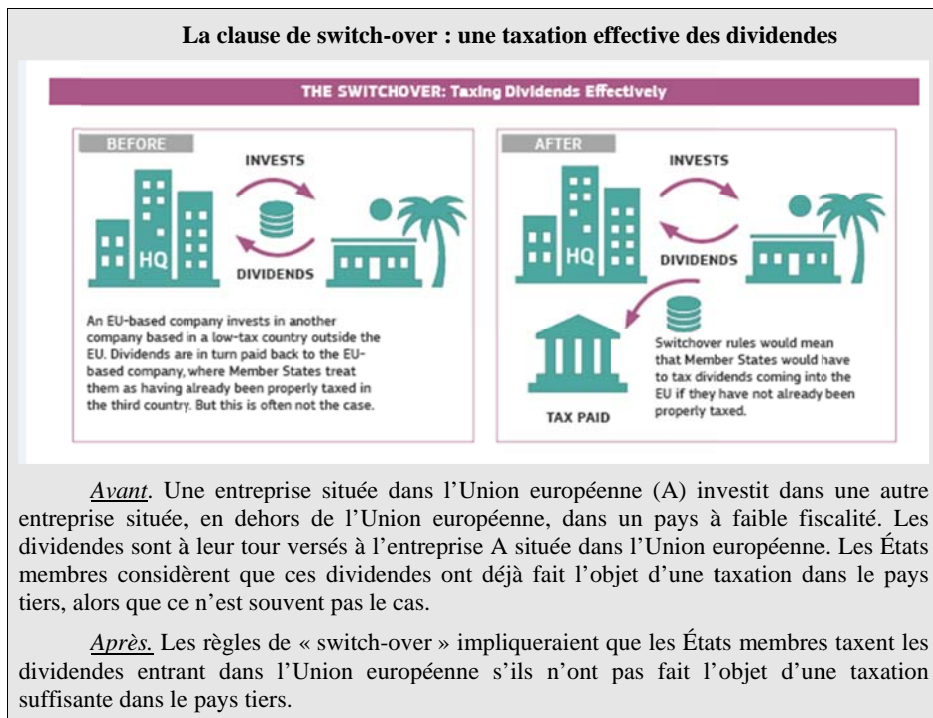 La clause de switch-over : une taxation effective des dividendes
THE SWITCHOVER: Taxing Dividends Effectively
BEFORE
INVESTS
HQ
DIVIDENDS
An EU-based company invests in another
company based in a low-tax country outside the
EU. Dividends are in turn paid back to the EU-
based company, where Member States treat
them as having already been properly taxed in
the third country. But this is often not the case.
AFTER
INVESTS
HQ
DIVIDENDS
TAX PAID
Switchover rules would mean
that Member States would have
to tax dividends coming into the
EU if they have not already been
properly taxed.
Avant. Une entreprise située dans l’Union européenne (A) investit dans une autre
entreprise située, en dehors de l’Union européenne, dans un pays à faible fiscalité. Les
dividendes sont à leur tour versés à l’entreprise A située dans l’Union européenne. Les États
membres considèrent que ces dividendes ont déjà fait l’objet d’une taxation dans le pays
tiers, alors que ce n’est souvent pas le cas.
Après. Les règles de « switch-over » impliqueraient que les États membres taxent les
dividendes entrant dans l’Union européenne s’ils n’ont pas fait l’objet d’une taxation
suffisante dans le pays tiers.